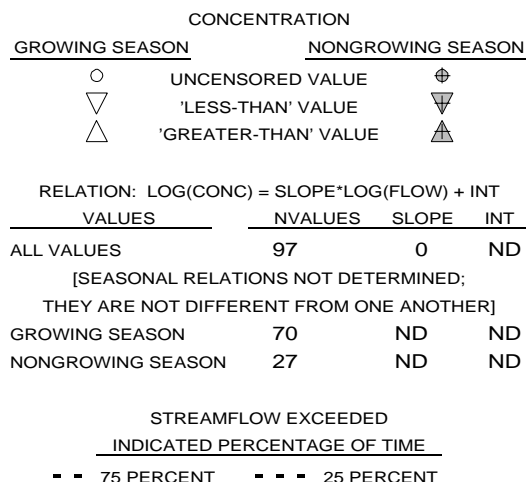 CONCENTRATION
GROWING SEASON NONGROWING SEASON
UNCENSORED VALUE
'LESS-THAN' VALUE
'GREATER-THAN' VALUE
RELATION: LOG(CONC) = SLOPE*LOG(FLOW) + INT
VALUES NVALUES SLOPE INT
ALL VALUES 97 0 ND
[SEASONAL RELATIONS NOT DETERMINED;
THEY ARE NOT DIFFERENT FROM ONE ANOTHER]
GROWING SEASON 70 ND ND
NONGROWING SEASON 27 ND ND
STREAMFLOW EXCEEDED
INDICATED PERCENTAGE OF TIME
75 PERCENT 25 PERCENT